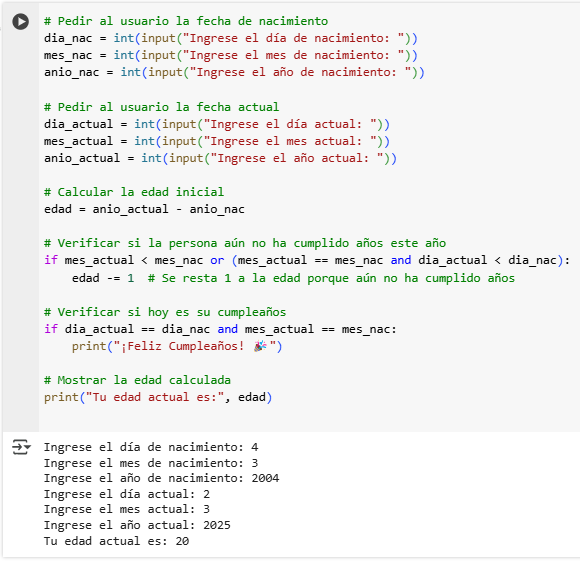 # Pedir al usuario la fecha de nacimiento
dia_nac = int(input("Ingrese el día de nacimiento: "))
mes_nac = int(input("Ingrese el mes de nacimiento: "))
anio_nac = int(input("Ingrese el año de nacimiento: "))

# Pedir al usuario la fecha actual
dia_actual = int(input("Ingrese el día actual: "))
mes_actual = int(input("Ingrese el mes actual: "))
anio_actual = int(input("Ingrese el año actual: "))

# Calcular la edad inicial
edad = anio_actual - anio_nac

# Verificar si la persona aún no ha cumplido años este año
if mes_actual < mes_nac or (mes_actual == mes_nac and dia_actual < dia_nac):
    edad -= 1  # Se resta 1 a la edad porque aún no ha cumplido años

# Verificar si hoy es su cumpleaños
if dia_actual == dia_nac and mes_actual == mes_nac:
    print("¡Feliz Cumpleaños! 🎉")

# Mostrar la edad calculada
print("Tu edad actual es:", edad)

Ingrese el día de nacimiento: 4
Ingrese el mes de nacimiento: 3
Ingrese el año de nacimiento: 2004
Ingrese el día actual: 2
Ingrese el mes actual: 3
Ingrese el año actual: 2025
Tu edad actual es: 20